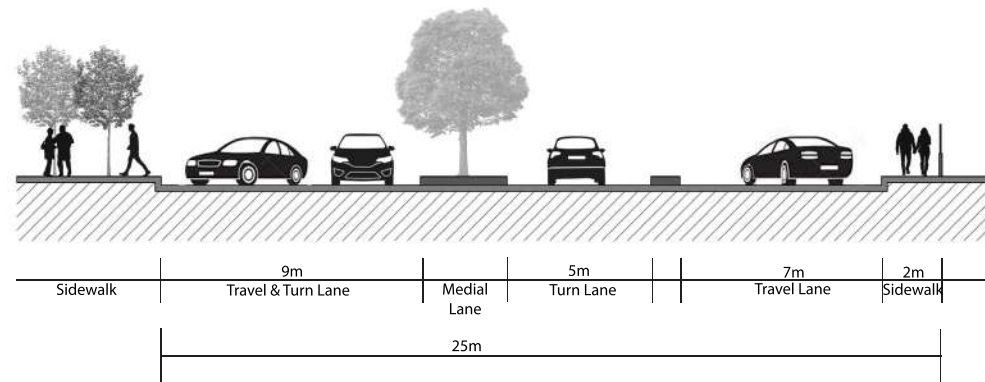 9m
5m
7m
2m
Sidewalk
Travel & Turn Lane
Medial
Lane
Turn Lane
Travel Lane
Sidewalk
25m